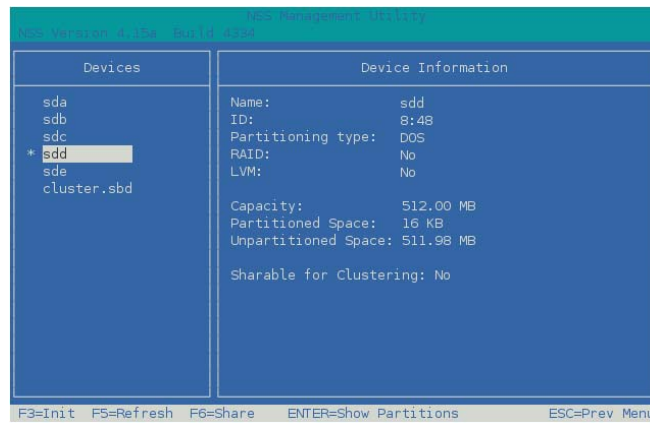 NSS Management Utility
NSS Version 4.15a Build 4334
Devices
Device Information
sda
sdb
sdc
* sdd
sde
cluster.sbd
Name: sdd
ID: 8:48
Partitioning type: DOS
RAID: No
LVM: No
Capacity: 512.00 MB
Partitioned Space: 16 KB
Unpartitioned Space: 511.98 MB
Sharable for Clustering: No
F3=Init F5=Refresh F6=Share ENTER=Show Partitions ESC=Prev Menu